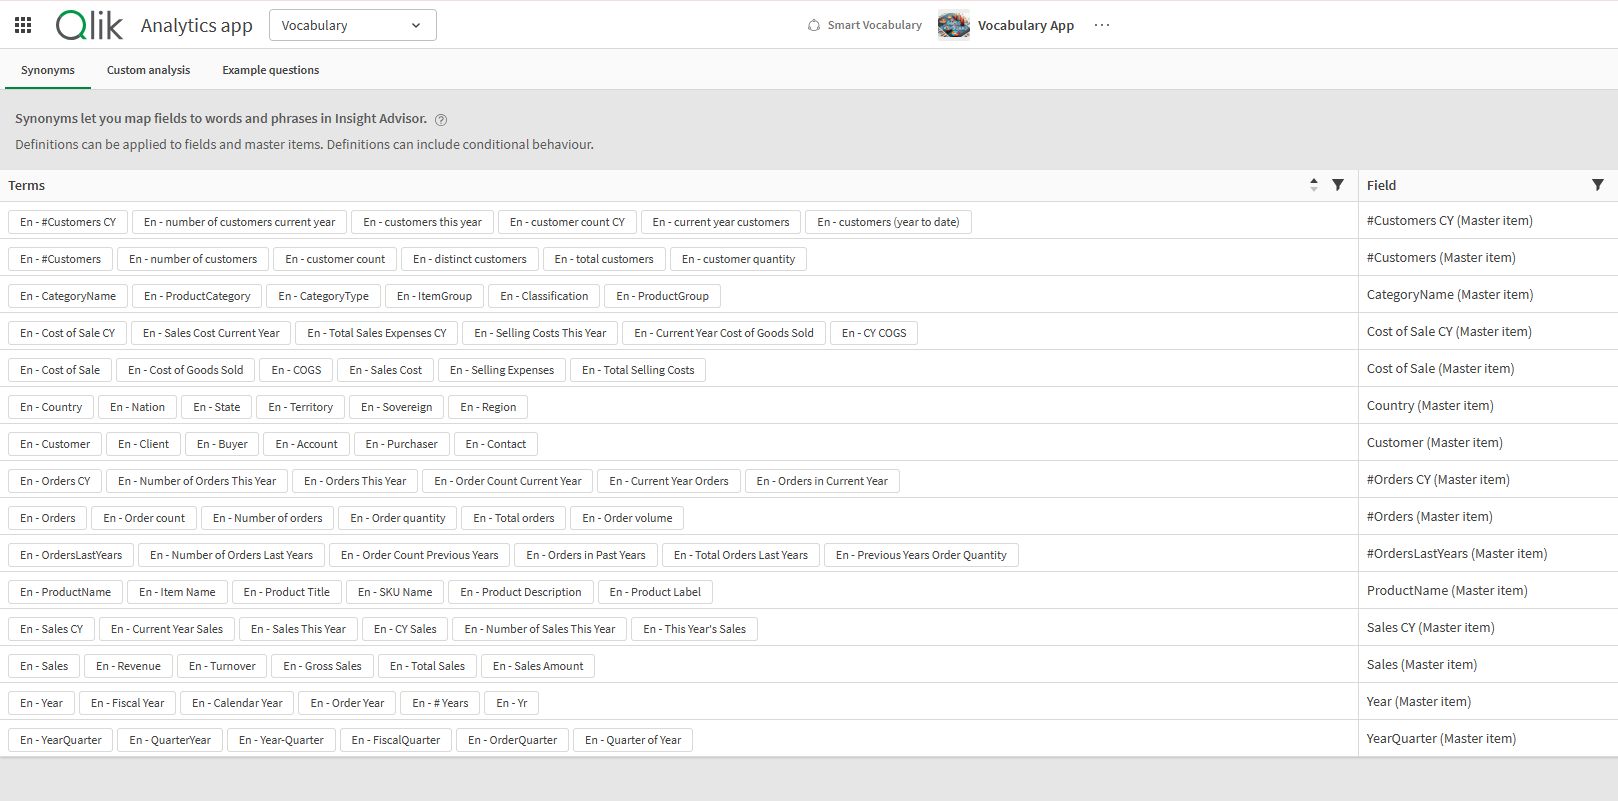 Qlik Analytics app Vocabulary Smart Vocabulary Vocabulary App ...
Synonyms Custom analysis Example questions
Synonyms let you map fields to words and phrases in Insight Advisor. ?
Definitions can be applied to fields and master items. Definitions can include conditional behaviour.
Terms Field
En - #Customers CY En - number of customers current year En - customers this year En - customer count CY En - current year customers En - customers (year to date) #Customers CY (Master item)
En - #Customers En - number of customers En - customer count En - distinct customers En - total customers En - customer quantity #Customers (Master item)
En - CategoryName En - ProductCategory En - CategoryType En - ItemGroup En - Classification En - ProductGroup CategoryName (Master item)
En - Cost of Sale CY En - Sales Cost Current Year En - Total Sales Expenses CY En - Selling Costs This Year En - Current Year Cost of Goods Sold En - CY COGS Cost of Sale CY (Master item)
En - Cost of Sale En - Cost of Goods Sold En - COGS En - Sales Cost En - Selling Expenses En - Total Selling Costs Cost of Sale (Master item)
En - Country En - Nation En - State En - Territory En - Sovereign En - Region Country (Master item)
En - Customer En - Client En - Buyer En - Account En - Purchaser En - Contact Customer (Master item)
En - Orders CY En - Number of Orders This Year En - Orders This Year En - Order Count Current Year En - Current Year Orders En - Orders in Current Year #Orders CY (Master item)
En - Orders En - Order count En - Number of orders En - Order quantity En - Total orders En - Order volume #Orders (Master item)
En - OrdersLastYears En - Number of Orders Last Years En - Order Count Previous Years En - Orders in Past Years En - Total Orders Last Years En - Previous Years Order Quantity #OrdersLastYears (Master item)
En - ProductName En - Item Name En - Product Title En - SKU Name En - Product Description En - Product Label ProductName (Master item)
En - Sales CY En - Current Year Sales En - Sales This Year En - CY Sales En - Number of Sales This Year En - This Year's Sales Sales CY (Master item)
En - Sales En - Revenue En - Turnover En - Gross Sales En - Total Sales En - Sales Amount Sales (Master item)
En - Year En - Fiscal Year En - Calendar Year En - Order Year En - # Years En - Yr Year (Master item)
En - YearQuarter En - QuarterYear En - Year-Quarter En - FiscalQuarter En - OrderQuarter En - Quarter of Year YearQuarter (Master item)